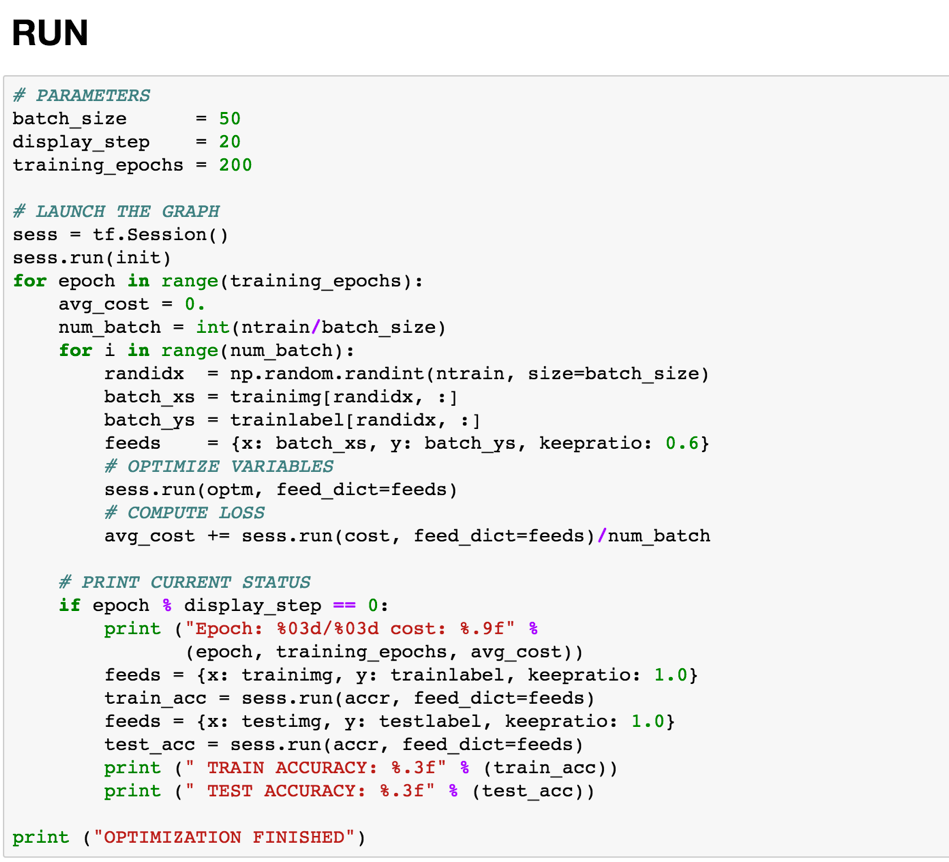 RUN
# PARAMETERS
batch_size      = 50
display_step    = 20
training_epochs = 200
# LAUNCH THE GRAPH
sess = tf.Session()
sess.run(init)
for epoch in range(training_epochs):
    avg_cost = 0.
    num_batch = int(ntrain/batch_size)
    for i in range(num_batch):
        randidx  = np.random.randint(ntrain, size=batch_size)
        batch_xs = trainimg[randidx, :]
        batch_ys = trainlabel[randidx, :]
        feeds    = {x: batch_xs, y: batch_ys, keepratio: 0.6}
        # OPTIMIZE VARIABLES
        sess.run(optm, feed_dict=feeds)
        # COMPUTE LOSS
        avg_cost += sess.run(cost, feed_dict=feeds)/num_batch
    # PRINT CURRENT STATUS
    if epoch % display_step == 0:
        print ("Epoch: %03d/%03d cost: %.9f" %
               (epoch, training_epochs, avg_cost))
        feeds = {x: trainimg, y: trainlabel, keepratio: 1.0}
        train_acc = sess.run(accr, feed_dict=feeds)
        feeds = {x: testimg, y: testlabel, keepratio: 1.0}
        test_acc = sess.run(accr, feed_dict=feeds)
        print (" TRAIN ACCURACY: %.3f" % (train_acc))
        print (" TEST ACCURACY: %.3f" % (test_acc))
print ("OPTIMIZATION FINISHED")